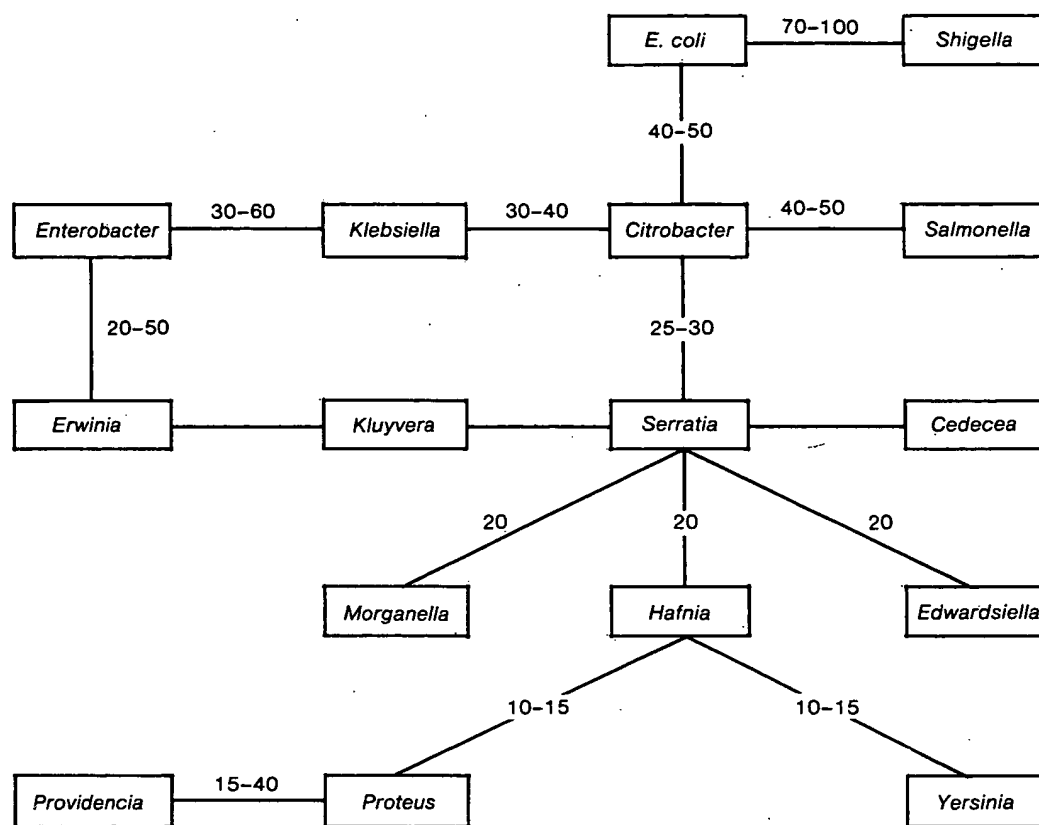 E. coli
70–100
Shigella
40–50
Enterobacter
30–60
Klebsiella
30–40
Citrobacter
40–50
Salmonella
20–50
25–30
Erwinia
Kluyvera
Serratia
Cedecea
20
20
20
Morganella
Hafnia
Edwardsiella
10–15
10–15
Providencia
15–40
Proteus
Yersinia